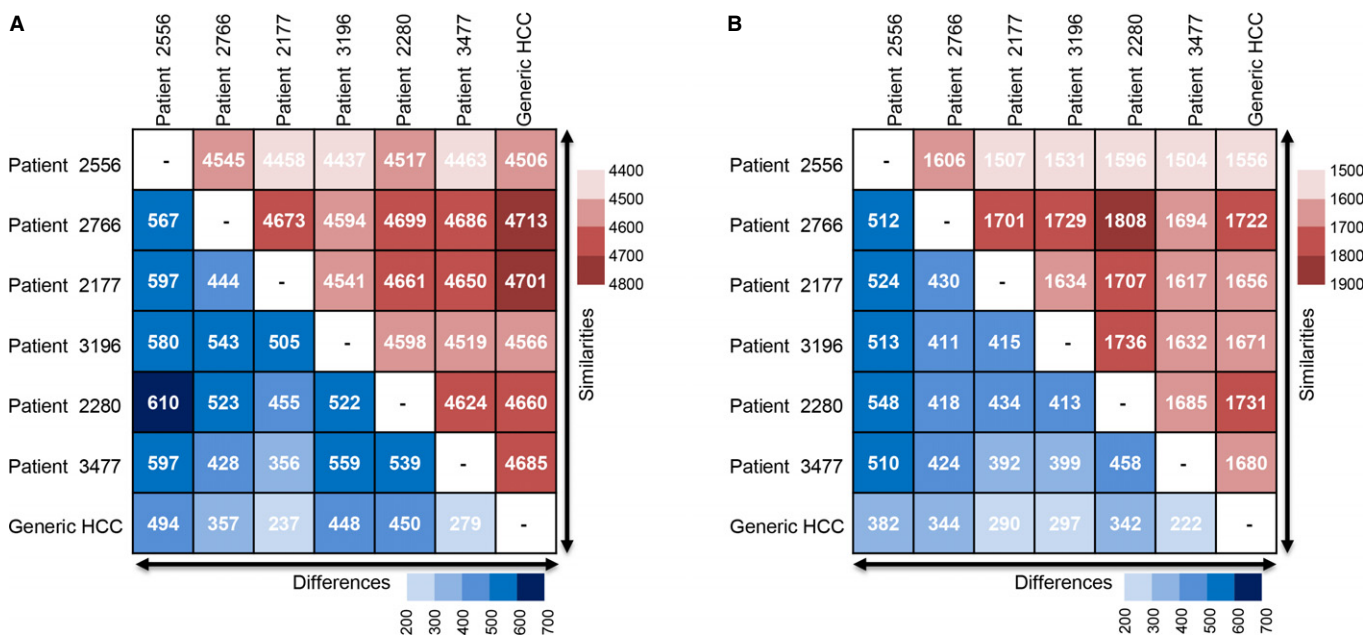 A
Patient 2556
Patient 2766
Patient 2177
Patient 3196
Patient 2280
Patient 3477
Generic HCC
Patient 2556 - 4545 4458 4437 4517 4463 4506
Patient 2766 567 - 4673 4594 4699 4686 4713
Patient 2177 597 444 - 4541 4661 4650 4701
Patient 3196 580 543 505 - 4598 4519 4566
Patient 2280 610 523 455 522 - 4624 4660
Patient 3477 597 428 356 559 539 - 4685
Generic HCC 494 357 237 448 450 279 -
4400
4500
4600
4700
4800
Similarities
Differences
200
300
400
500
600
700
B
Patient 2556
Patient 2766
Patient 2177
Patient 3196
Patient 2280
Patient 3477
Generic HCC
Patient 2556 - 1606 1507 1531 1596 1504 1556
Patient 2766 512 - 1701 1729 1808 1694 1722
Patient 2177 524 430 - 1634 1707 1617 1656
Patient 3196 513 411 415 - 1736 1632 1671
Patient 2280 548 418 434 413 - 1685 1731
Patient 3477 510 424 392 399 458 - 1680
Generic HCC 382 344 290 297 342 222 -
1500
1600
1700
1800
1900
Similarities
Differences
200
300
400
500
600
700